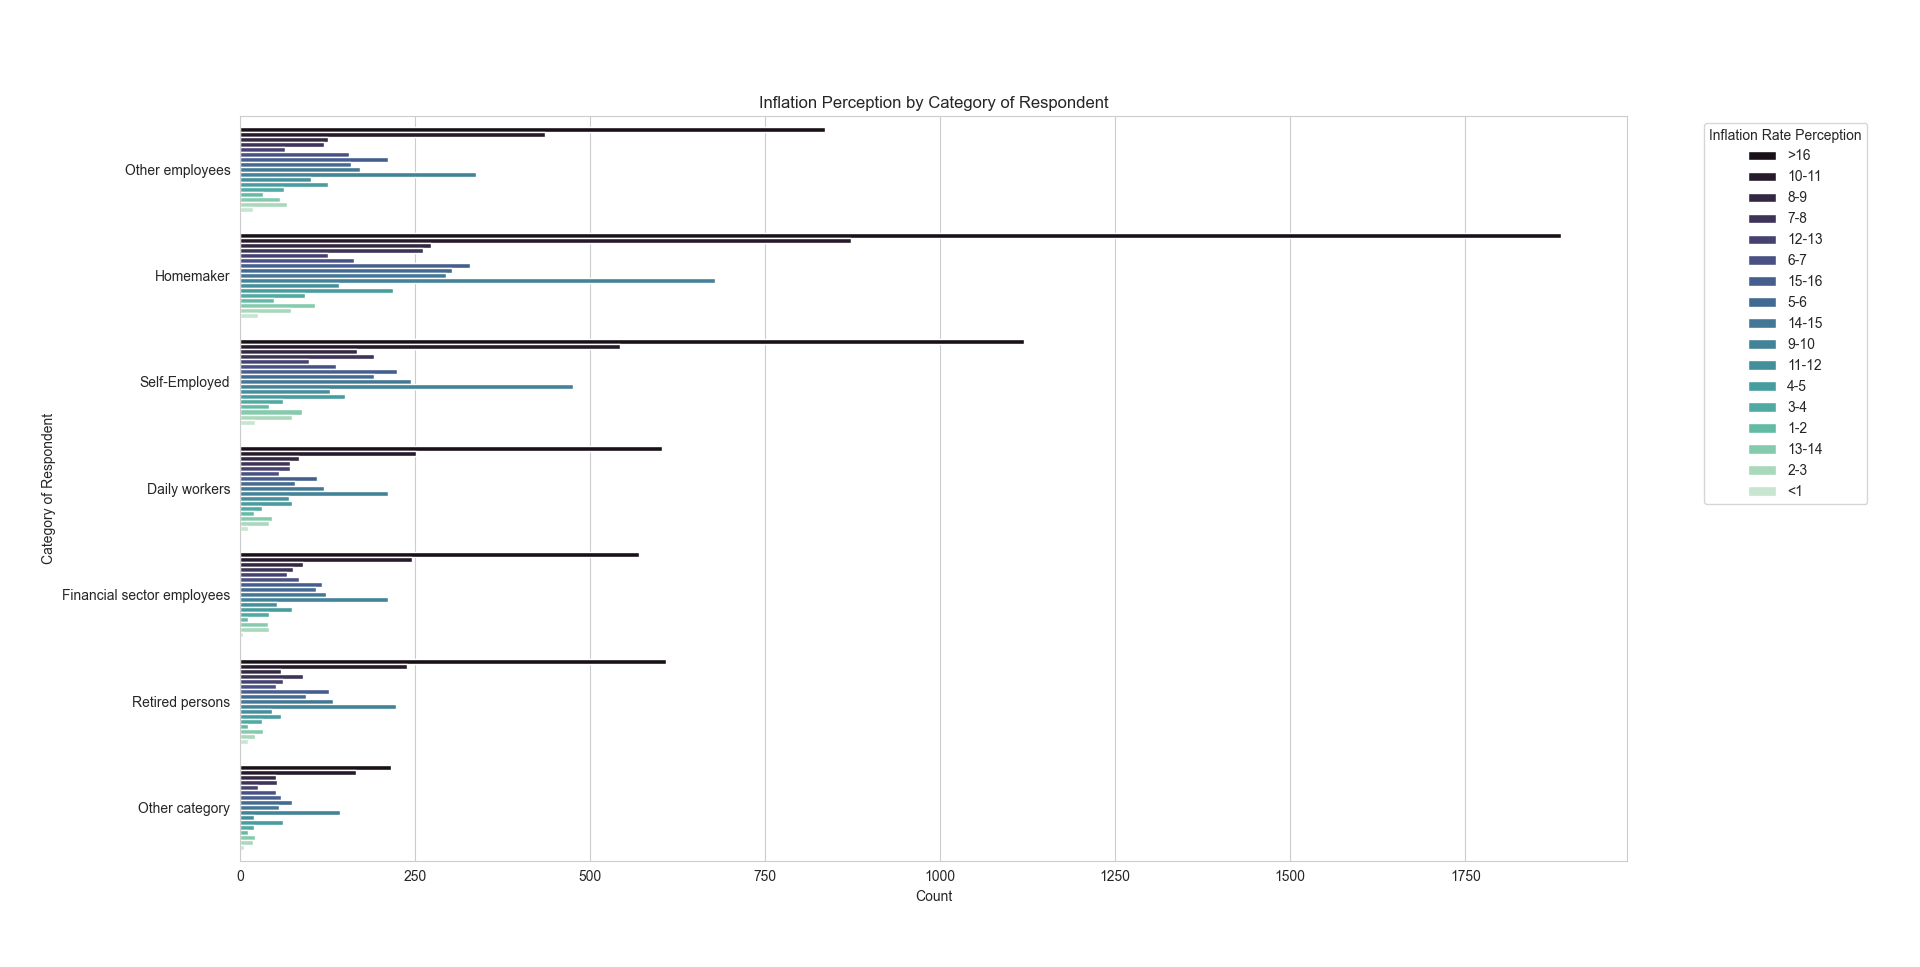 Inflation Perception by Category of Respondent
Category of Respondent
Other employees
Homemaker
Self-Employed
Daily workers
Financial sector employees
Retired persons
Other category
0 250 500 750 1000 1250 1500 1750
Count
Inflation Rate Perception
>16
10-11
8-9
7-8
12-13
6-7
15-16
5-6
14-15
9-10
11-12
4-5
3-4
1-2
13-14
2-3
<1